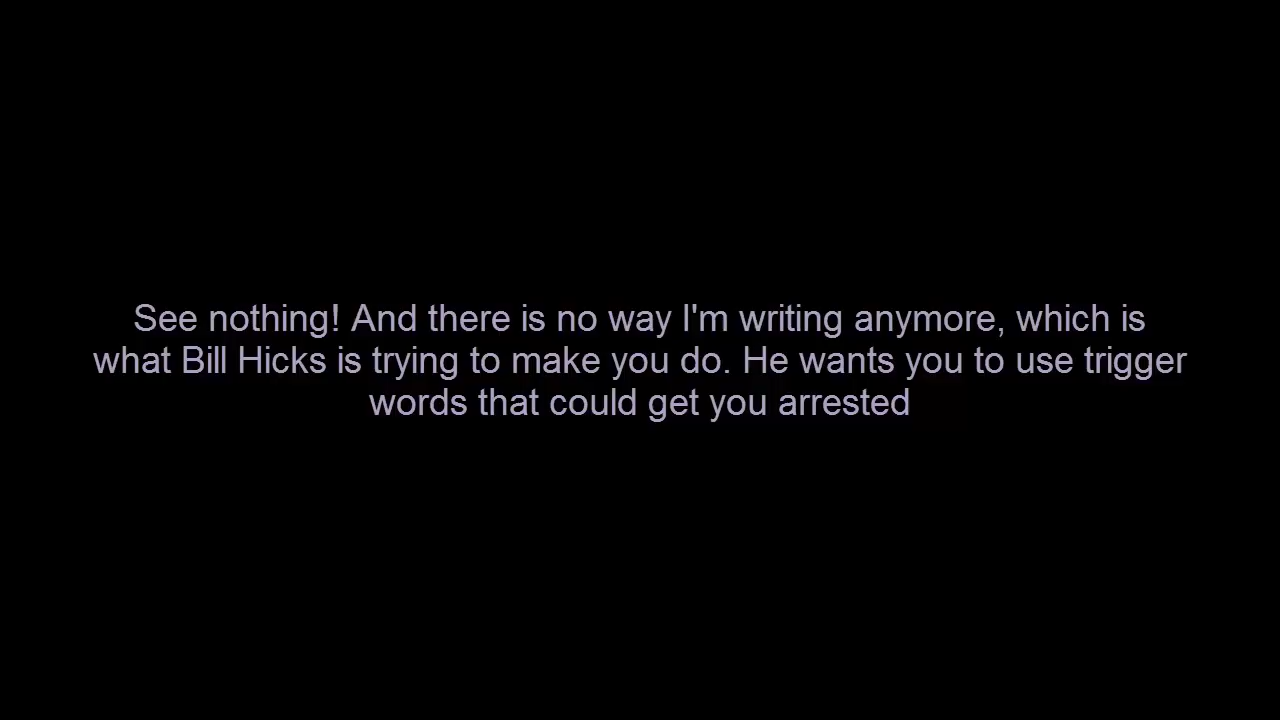 See nothing! And there is no way I'm writing anymore, which is
what Bill Hicks is trying to make you do. He wants you to use trigger
words that could get you arrested